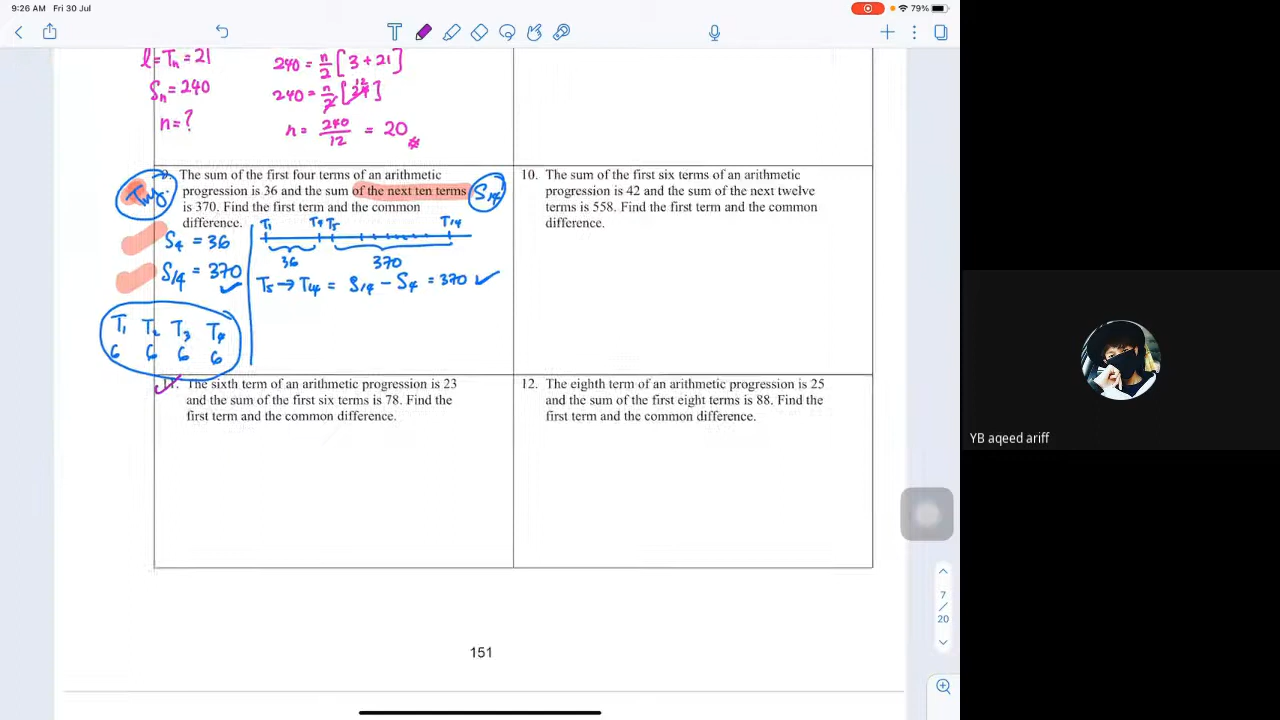 9:26 AM Fri 30 Jul
79%
l = Tn = 21
Sn = 240
n = ?
240 = n/2 [3 + 21]
240 = n/2 [24] 12
n = 240/12 = 20
9. The sum of the first four terms of an arithmetic
progression is 36 and the sum of the next ten terms
is 370. Find the first term and the common
difference.
Try.
S14
S4 = 36
S14 = 370
T1 T2 T3 T4
6 6 6 6
T1 T4 T5 T14
36 370
T5 → T14 = S14 − S4 = 370
10. The sum of the first six terms of an arithmetic
progression is 42 and the sum of the next twelve
terms is 558. Find the first term and the common
difference.
11. The sixth term of an arithmetic progression is 23
and the sum of the first six terms is 78. Find the
first term and the common difference.
12. The eighth term of an arithmetic progression is 25
and the sum of the first eight terms is 88. Find the
first term and the common difference.
151
7
/
20
YB aqeed ariff